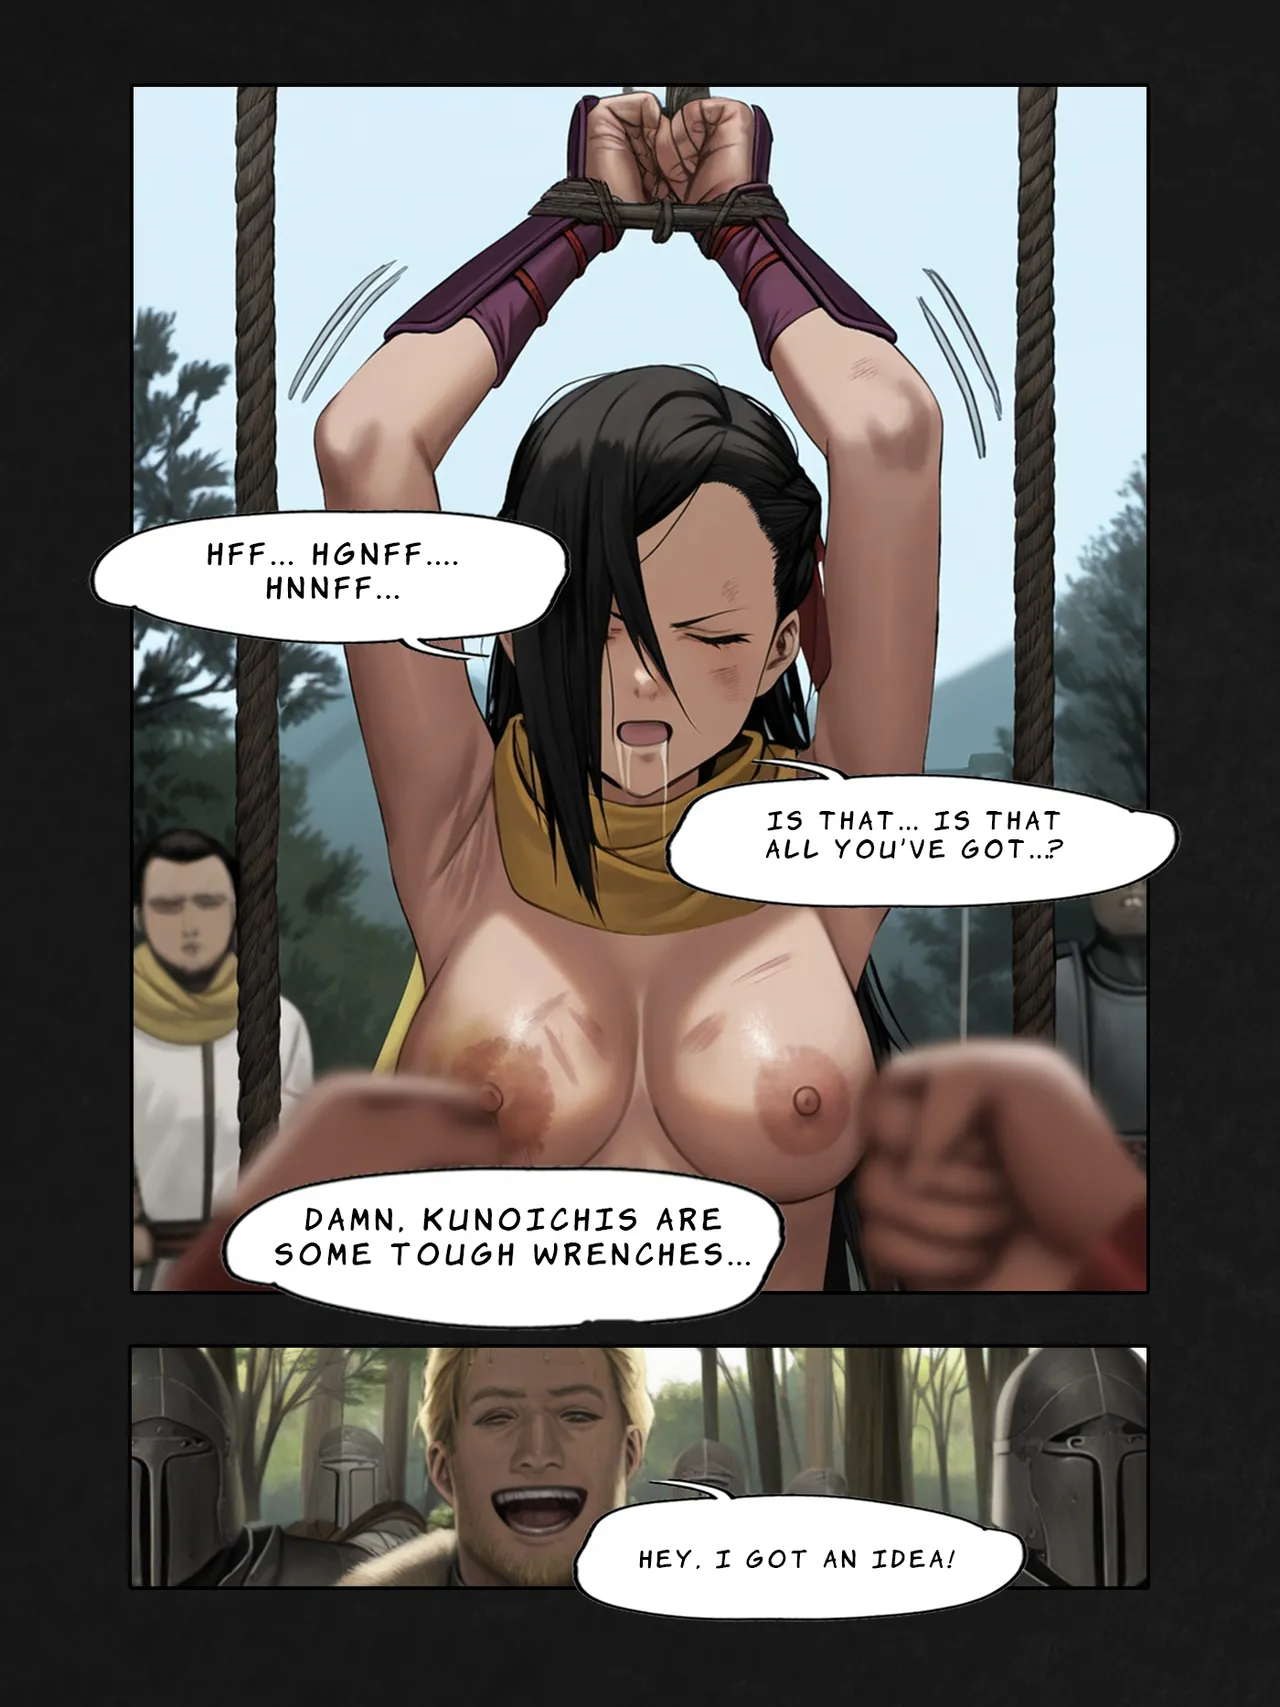 HFF... HGNFF....
HNNFF...
IS THAT... IS THAT
ALL YOU'VE GOT...?
DAMN, KUNOICHIS ARE
SOME TOUGH WRENCHES...
HEY, I GOT AN IDEA!